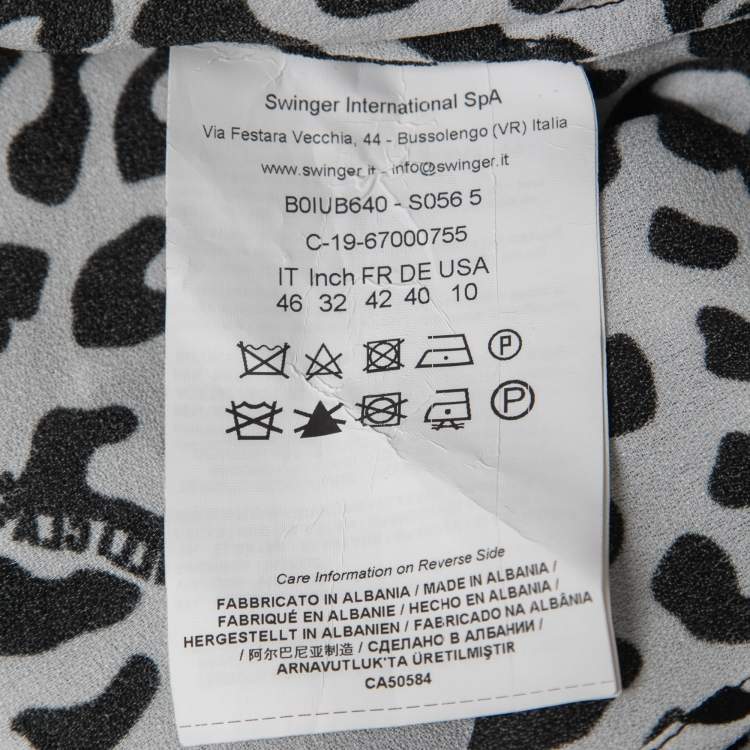 Swinger International SpA
Via Festara Vecchia, 44 - Bussolengo (VR) Italia
www.swinger.it - info@swinger.it
B0IUB640 - S056 5
C-19-67000755
IT Inch FR DE USA
46 32 42 40 10
P
P
Care Information on Reverse Side
FABBRICATO IN ALBANIA / MADE IN ALBANIA /
FABRIQUÉ EN ALBANIE / HECHO EN ALBANIA /
HERGESTELLT IN ALBANIEN / FABRICADO NA ALBÂNIA
/ 阿尔巴尼亚制造 / СДЕЛАНО В АЛБАНИИ /
ARNAVUTLUK'TA ÜRETILMIŞTIR
CA50584